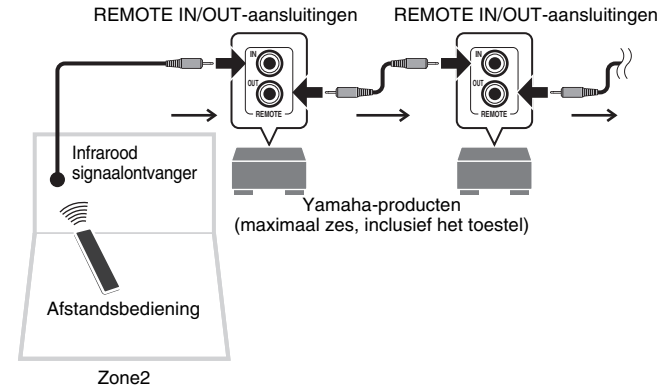 REMOTE IN/OUT-aansluitingen
REMOTE IN/OUT-aansluitingen
IN
OUT
REMOTE
IN
OUT
REMOTE
Infrarood
signaalontvanger
Yamaha-producten
(maximaal zes, inclusief het toestel)
Afstandsbediening
Zone2